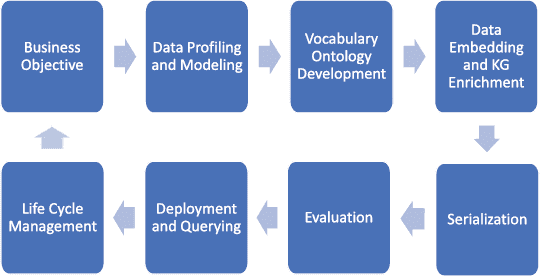 Business
Objective
Data Profiling
and Modeling
Vocabulary
Ontology
Development
Data
Embedding
and KG
Enrichment
Serialization
Evaluation
Deployment
and Querying
Life Cycle
Management